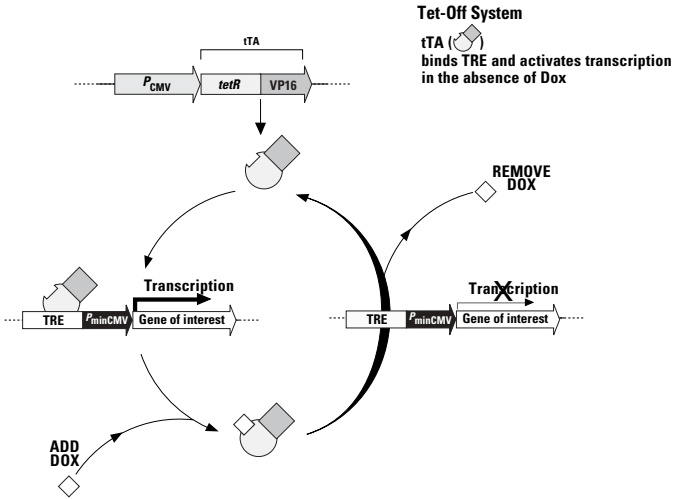 Tet-Off System
tTA
tTA ( )
binds TRE and activates transcription
in the absence of Dox
PCMV
tetR
VP16
REMOVE
DOX
Transcription
TRE
PminCMV
Gene of interest
Transcription
TRE
PminCMV
Gene of interest
ADD
DOX